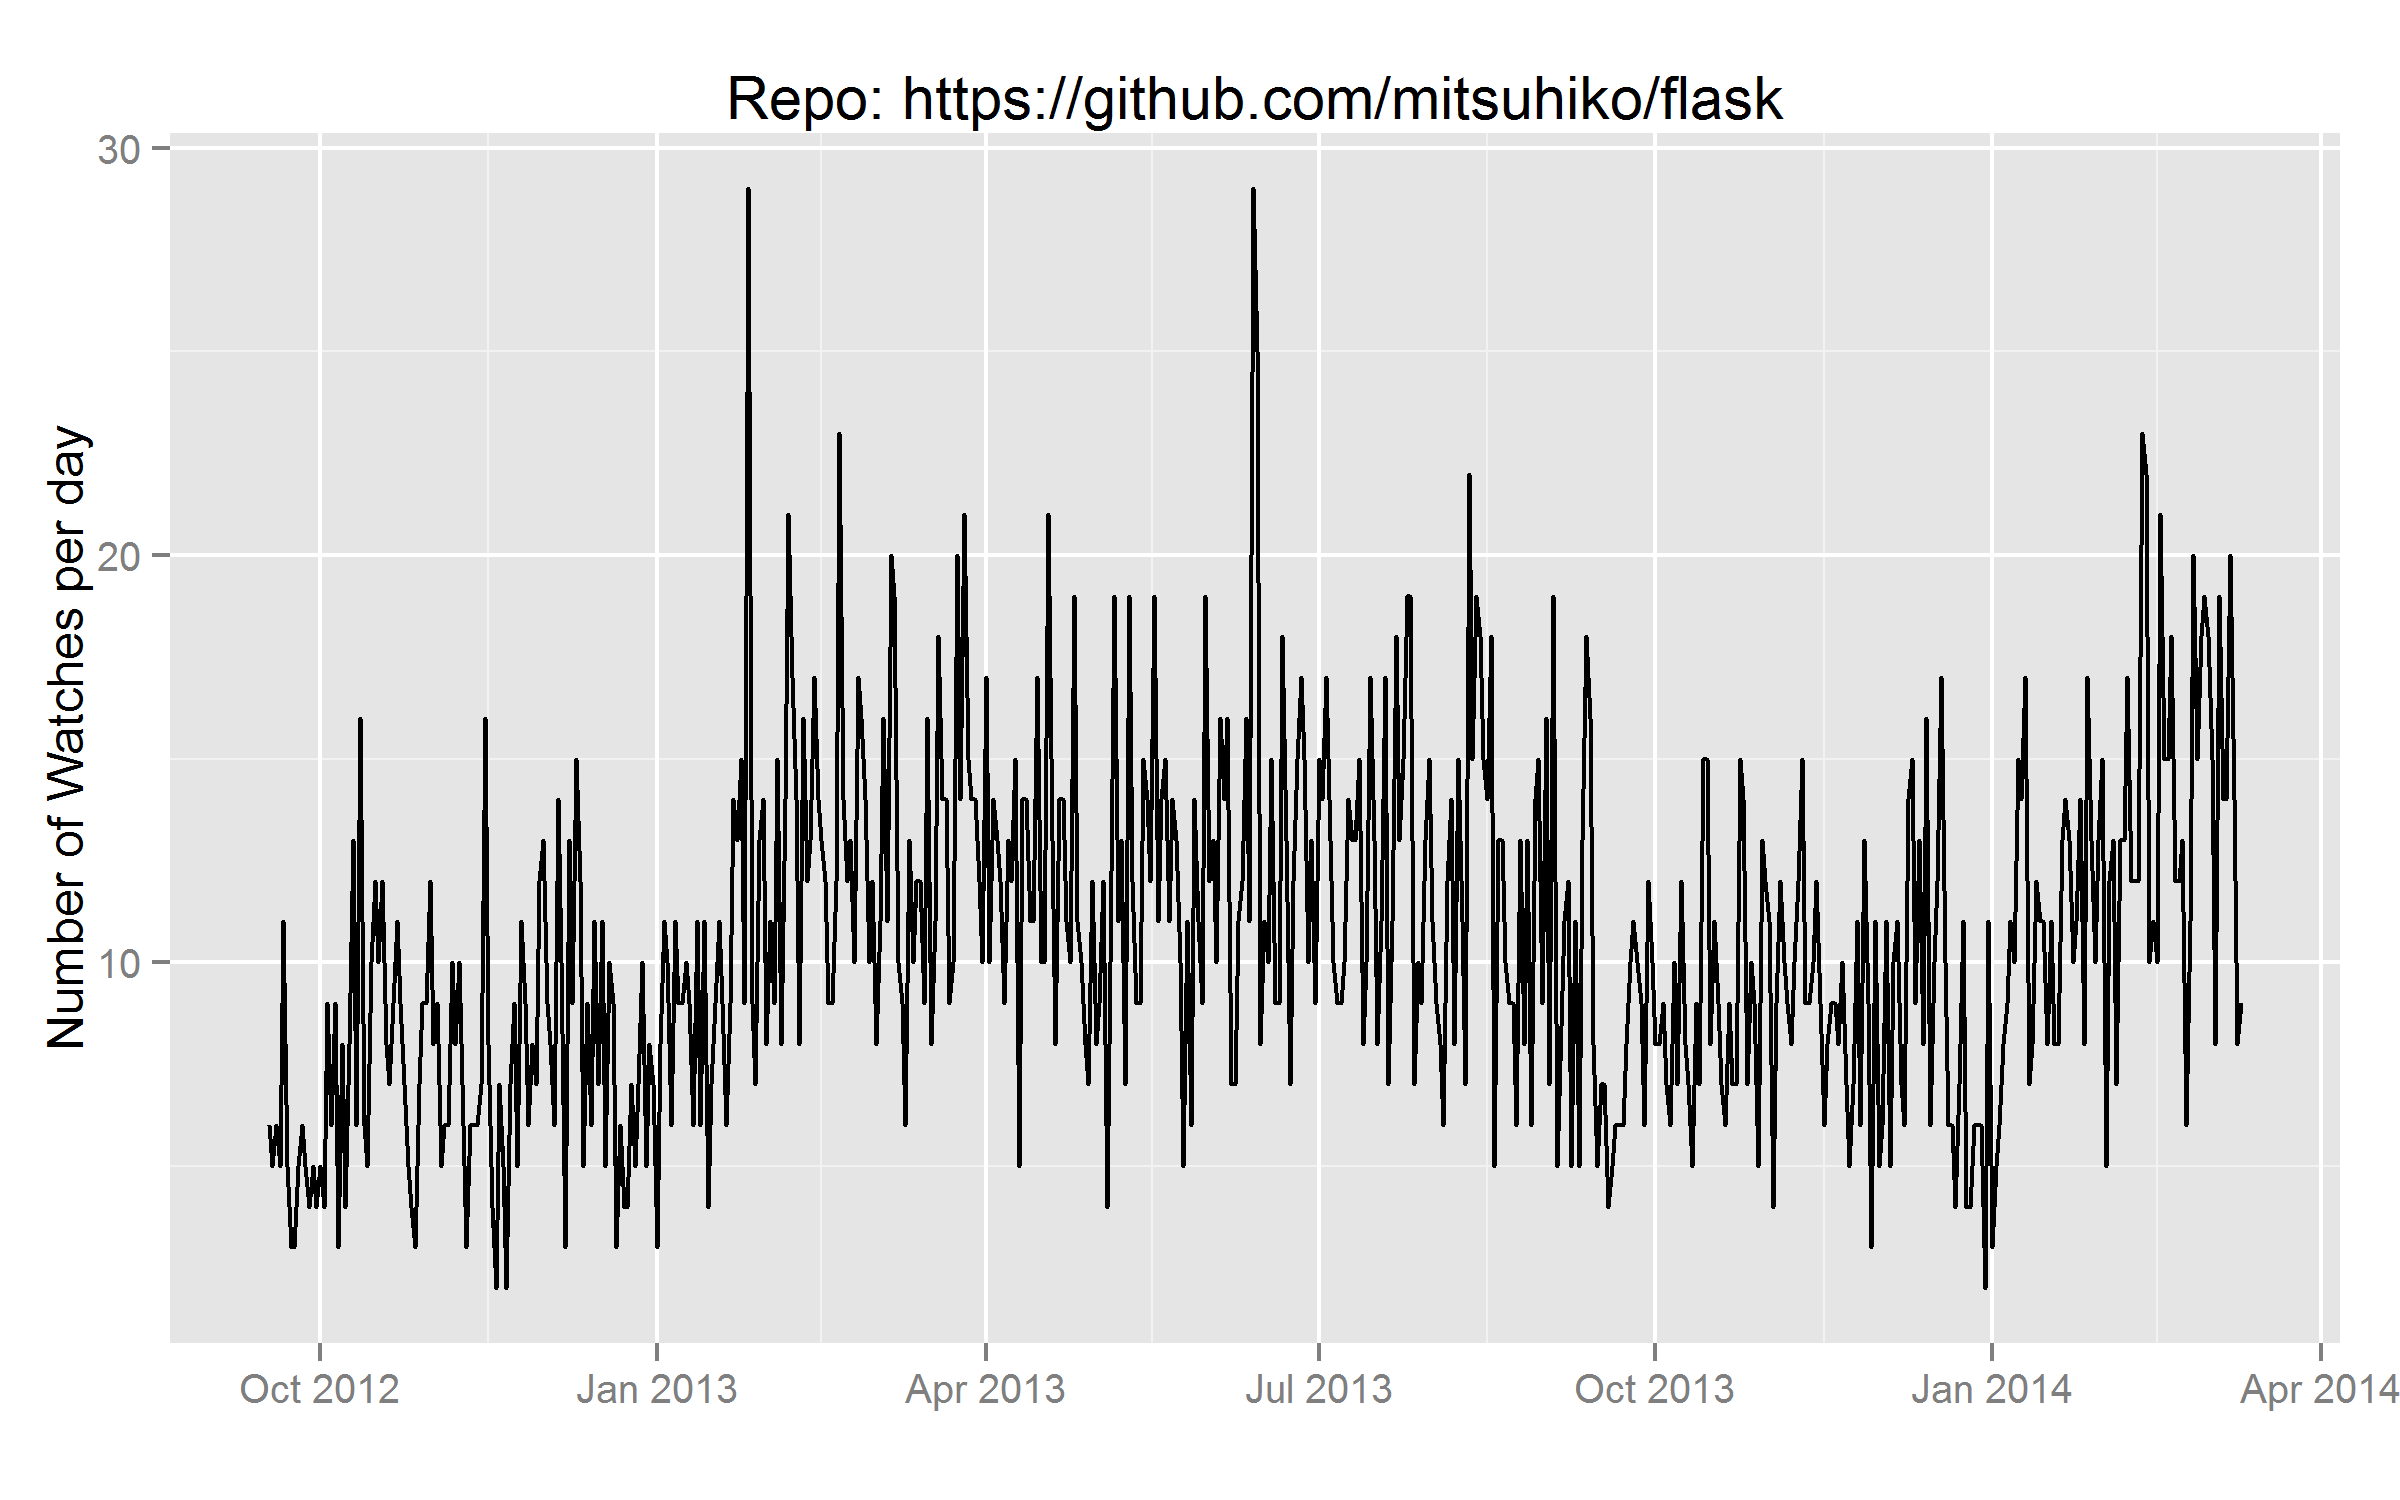 Repo: https://github.com/mitsuhiko/flask
Number of Watches per day
30
20
10
Oct 2012
Jan 2013
Apr 2013
Jul 2013
Oct 2013
Jan 2014
Apr 2014